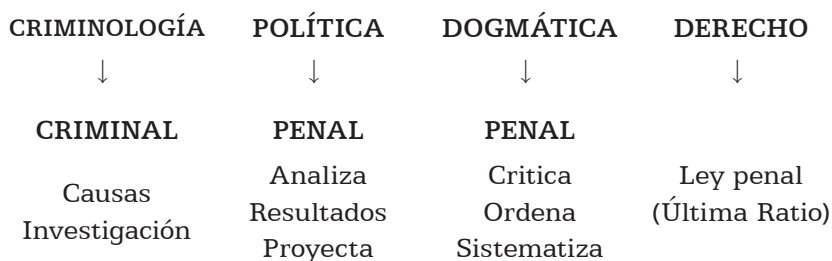 CRIMINOLOGÍA POLÍTICA DOGMÁTICA DERECHO
↓ ↓ ↓ ↓
CRIMINAL PENAL PENAL
Causas
Investigación
Analiza
Resultados
Proyecta
Critica
Ordena
Sistematiza
Ley penal
(Última Ratio)